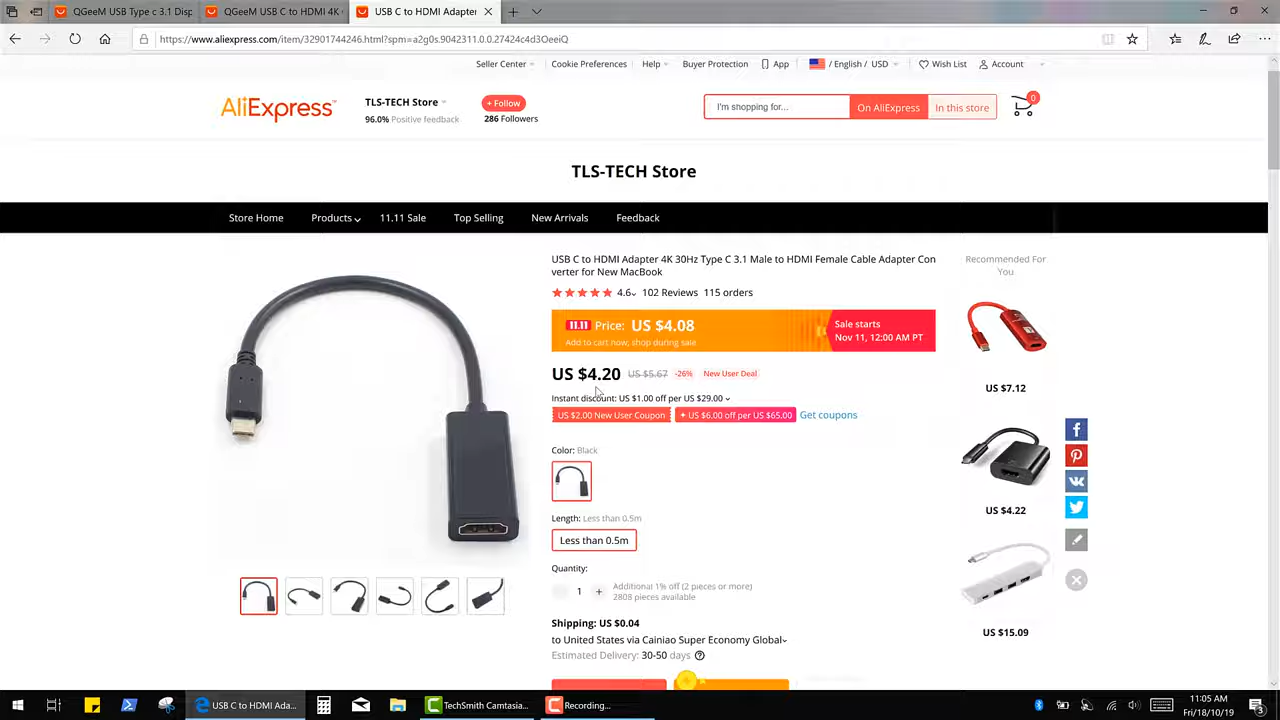 QGeeM USB C to HDMI Adapter 4K
Type-C 3.1 Displ
USB C to HDMI Adapter
https://www.aliexpress.com/item/32901744246.html?spm=a2g0s.9042311.0.0.27424c4d3OeeiQ
Seller Center
Cookie Preferences
Help
Buyer Protection
App
/ English / USD
Wish List
Account
AliExpress™
TLS-TECH Store
96.0% Positive feedback
+ Follow
286 Followers
I'm shopping for...
On AliExpress
In this store
0
TLS-TECH Store
Store Home
Products
11.11 Sale
Top Selling
New Arrivals
Feedback
USB C to HDMI Adapter 4K 30Hz Type C 3.1 Male to HDMI Female Cable Adapter Con
verter for New MacBook
4.6 102 Reviews 115 orders
11.11 Price: US $4.08
Add to cart now, shop during sale
Sale starts
Nov 11, 12:00 AM PT
US $4.20 US $5.67 -26% New User Deal
Instant discount: US $1.00 off per US $29.00
US $2.00 New User Coupon
US $6.00 off per US $65.00
Get coupons
Color: Black
Length: Less than 0.5m
Less than 0.5m
Quantity:
1 +
Additional 1% off (2 pieces or more)
2808 pieces available
Shipping: US $0.04
to United States via Cainiao Super Economy Global
Estimated Delivery: 30-50 days
Recommended For
You
US $7.12
US $4.22
US $15.09
USB C to HDMI Ada...
TechSmith Camtasia...
Recording...
11:05 AM
Fri/18/10/19
3